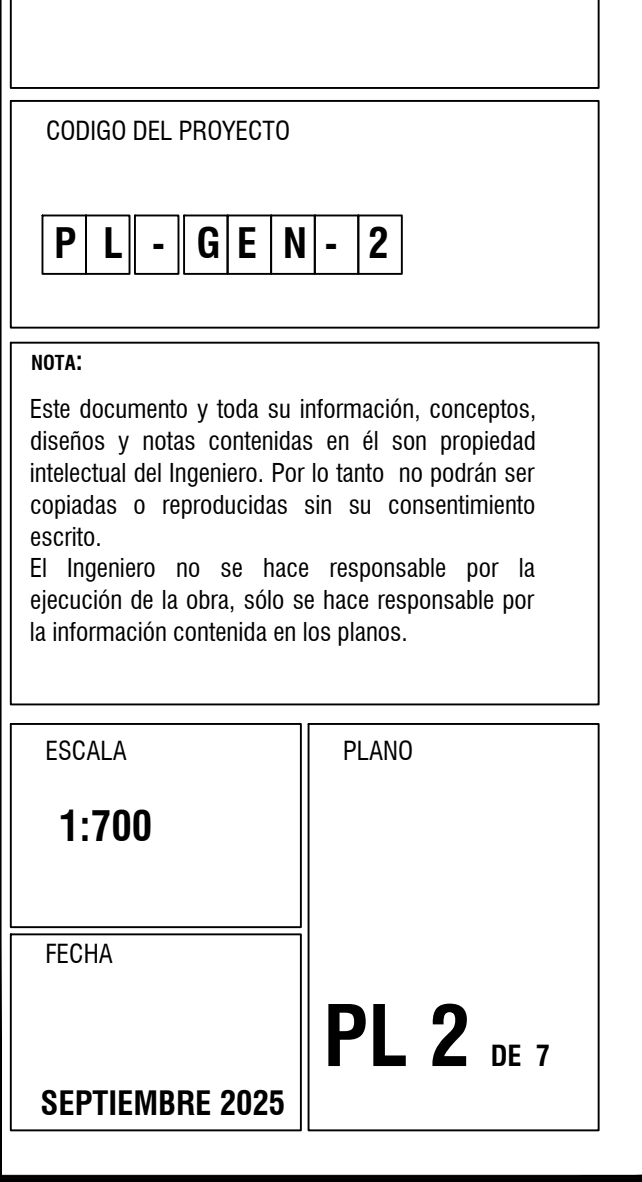 CODIGO DEL PROYECTO
PL-GEN-2
NOTA:
Este documento y toda su información, conceptos,
diseños y notas contenidas en él son propiedad
intelectual del Ingeniero. Por lo tanto no podrán ser
copiadas o reproducidas sin su consentimiento
escrito.
El Ingeniero no se hace responsable por la
ejecución de la obra, sólo se hace responsable por
la información contenida en los planos.
ESCALA
1:700
PLANO
FECHA
SEPTIEMBRE 2025
PL 2 DE 7